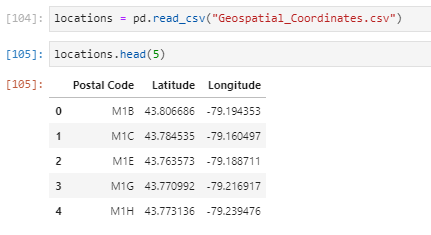 [104]: locations = pd.read_csv("Geospatial_Coordinates.csv")
[105]: locations.head(5)
[105]:
Postal Code Latitude Longitude
0 M1B 43.806686 -79.194353
1 M1C 43.784535 -79.160497
2 M1E 43.763573 -79.188711
3 M1G 43.770992 -79.216917
4 M1H 43.773136 -79.239476